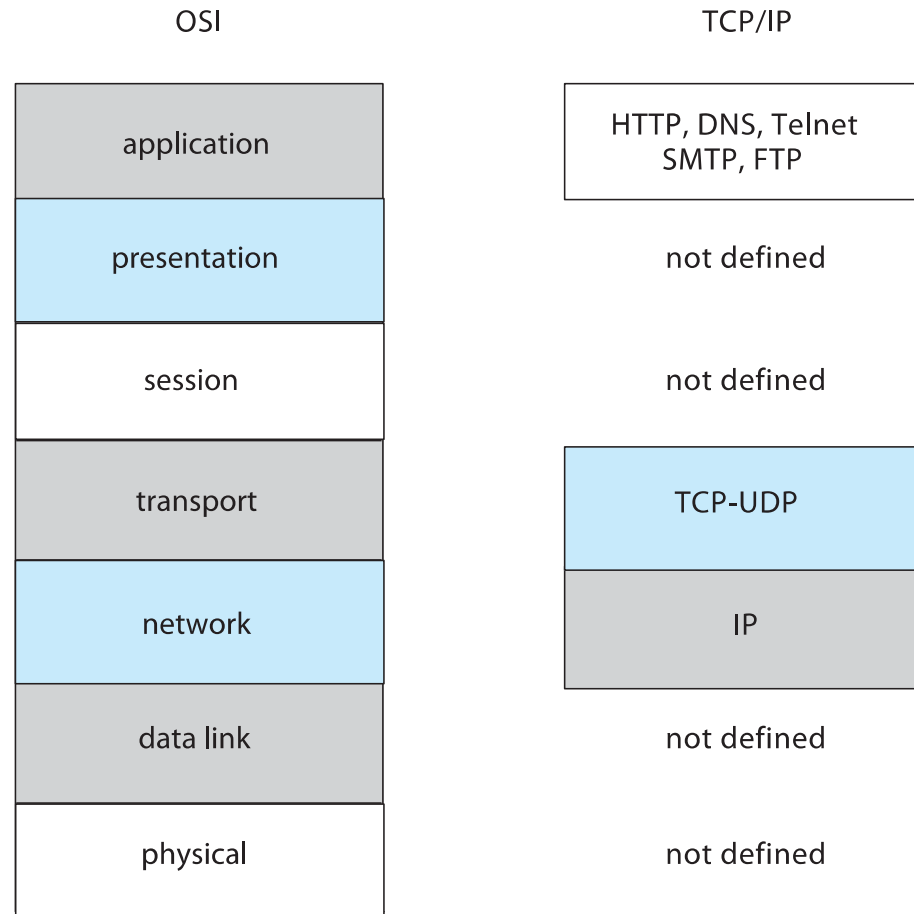 OSI
TCP/IP
application
HTTP, DNS, Telnet
SMTP, FTP
presentation
not defined
session
not defined
transport
TCP-UDP
network
IP
data link
not defined
physical
not defined